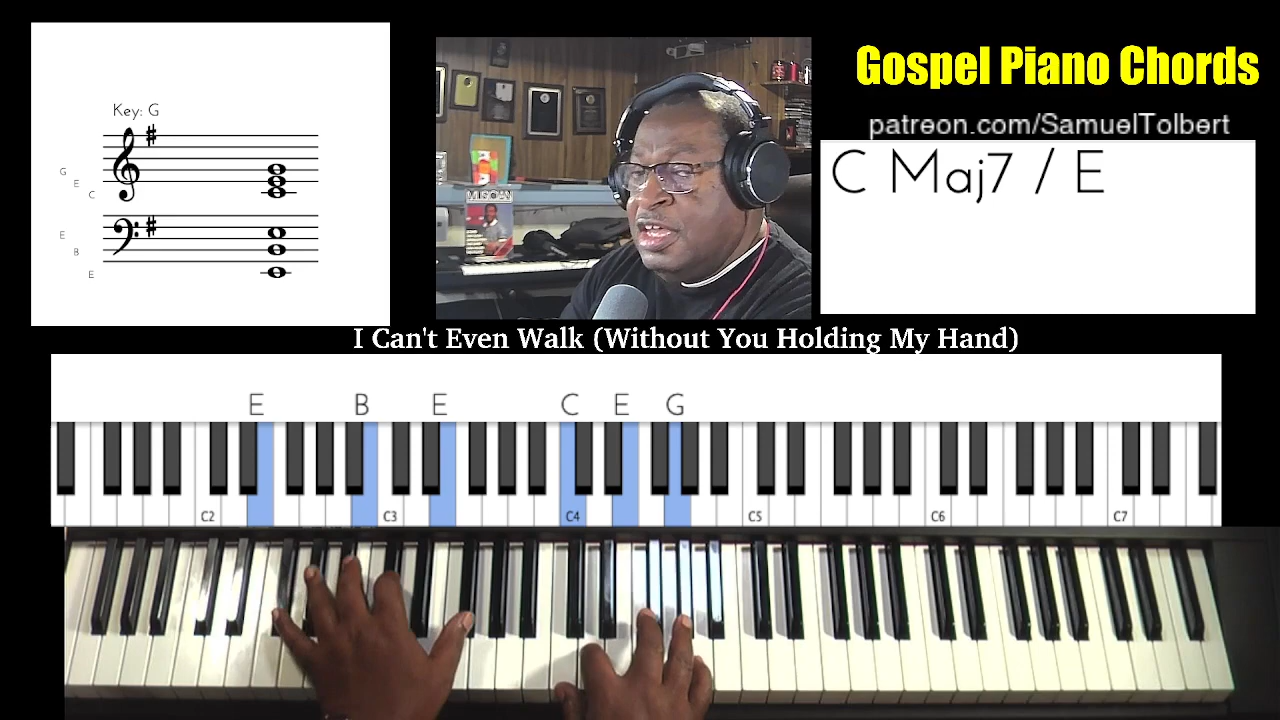 Gospel Piano Chords
patreon.com/SamuelTolbert
Key: G
G
E
C
E
B
E
C Maj7 / E
I Can't Even Walk (Without You Holding My Hand)
E B E C E G
C2 C3 C4 C5 C6 C7